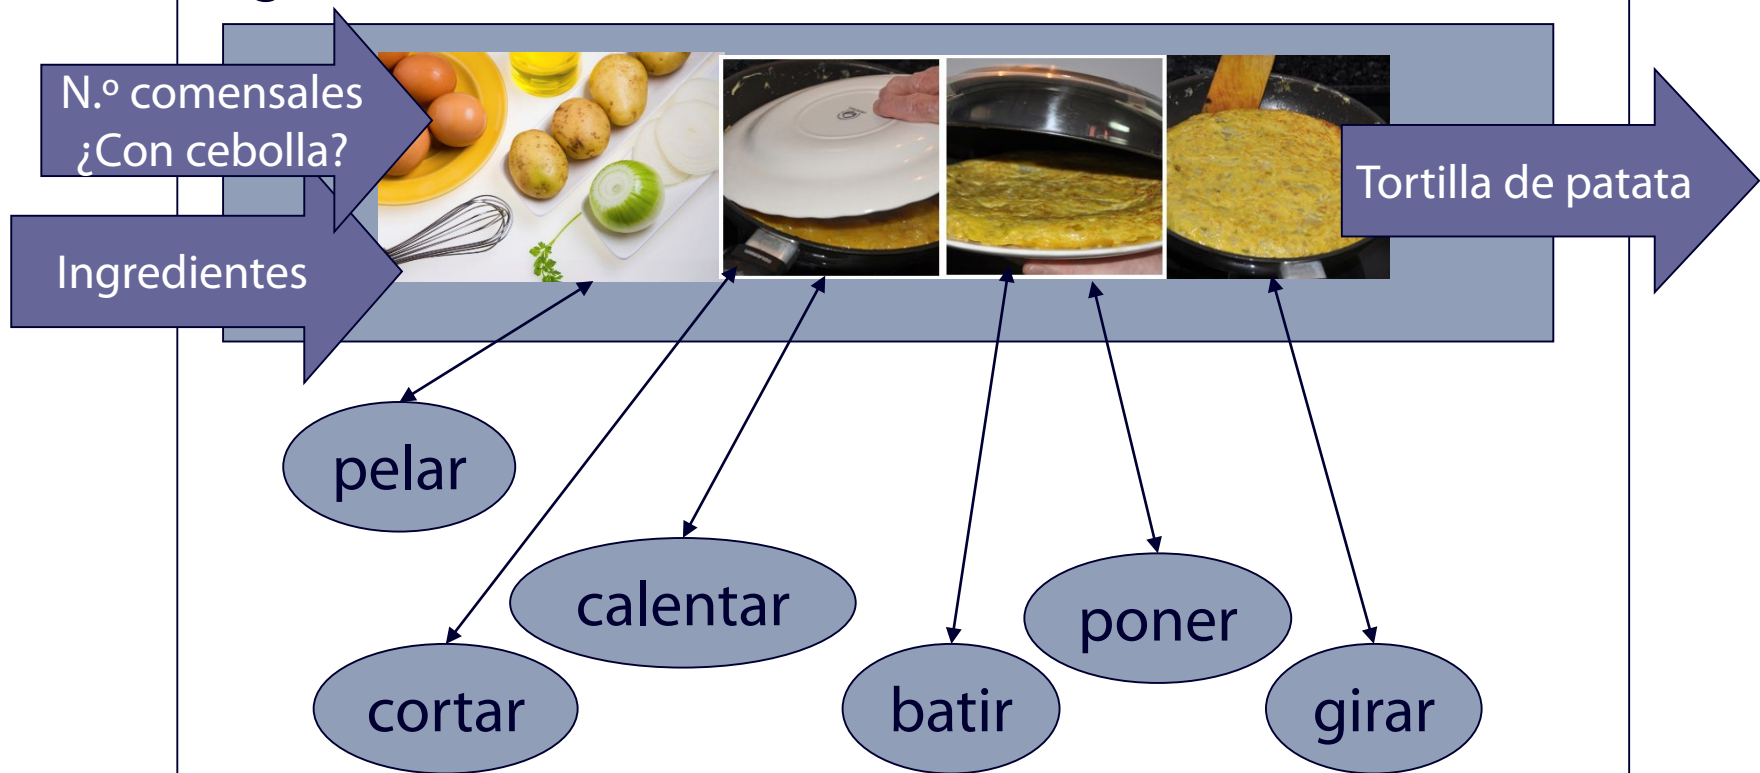 N.º comensales
¿Con cebolla?
Ingredientes
Tortilla de patata
pelar
calentar
poner
cortar
batir
girar